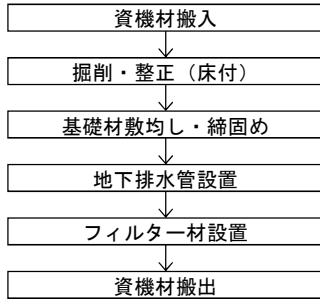 資機材搬入
掘削・整正（床付）
基礎材敷均し・締固め
地下排水管設置
フィルター材設置
資機材搬出